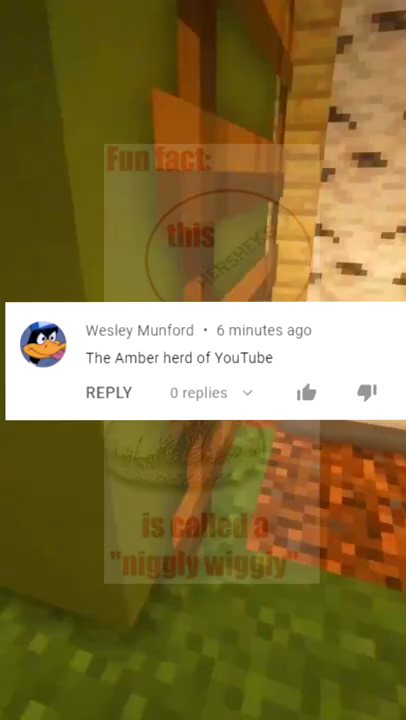 Fun fact:
this
HERSHEY'S
Wesley Munford • 6 minutes ago
The Amber herd of YouTube
REPLY 0 replies
is called a
"niggly wiggly"